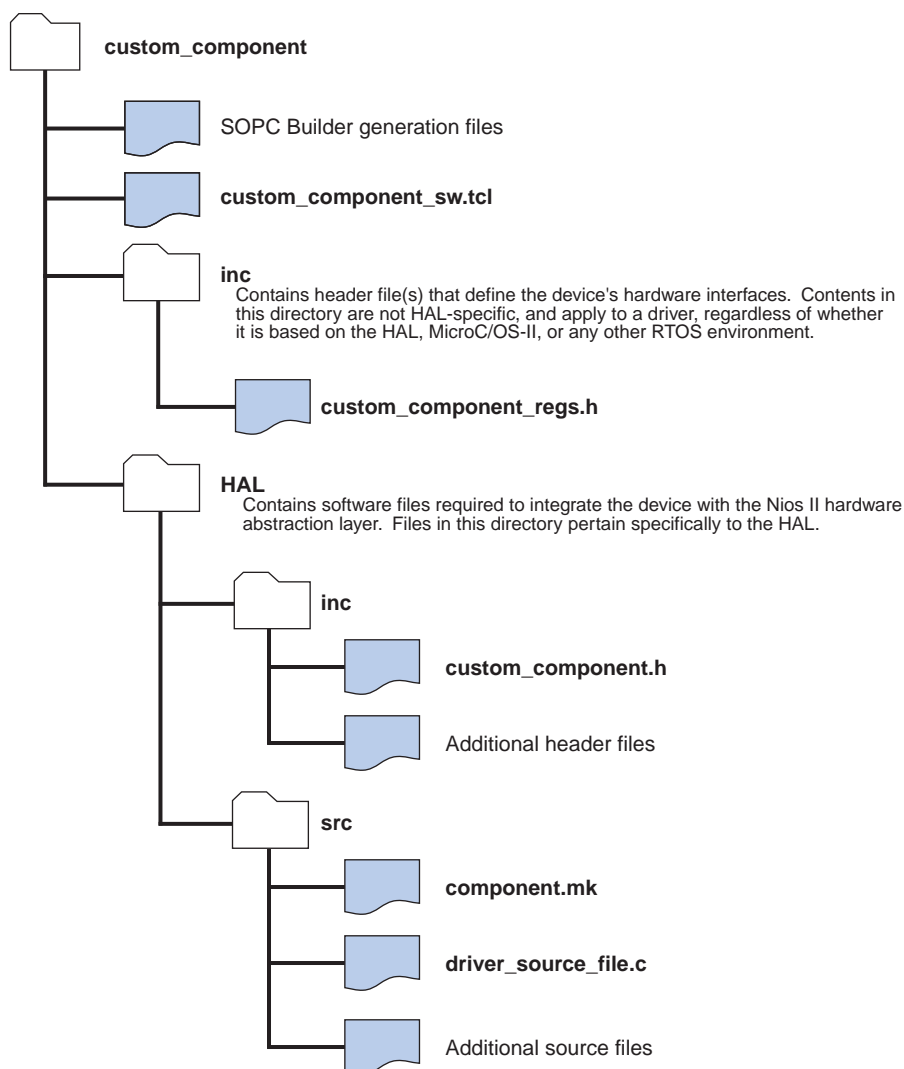 custom_component
SOPC Builder generation files
custom_component_sw.tcl
inc
Contains header file(s) that define the device's hardware interfaces.  Contents in
this directory are not HAL-specific, and apply to a driver, regardless of whether
it is based on the HAL, MicroC/OS-II, or any other RTOS environment.
custom_component_regs.h
HAL
Contains software files required to integrate the device with the Nios II hardware
abstraction layer.  Files in this directory pertain specifically to the HAL.
inc
custom_component.h
Additional header files
src
component.mk
driver_source_file.c
Additional source files